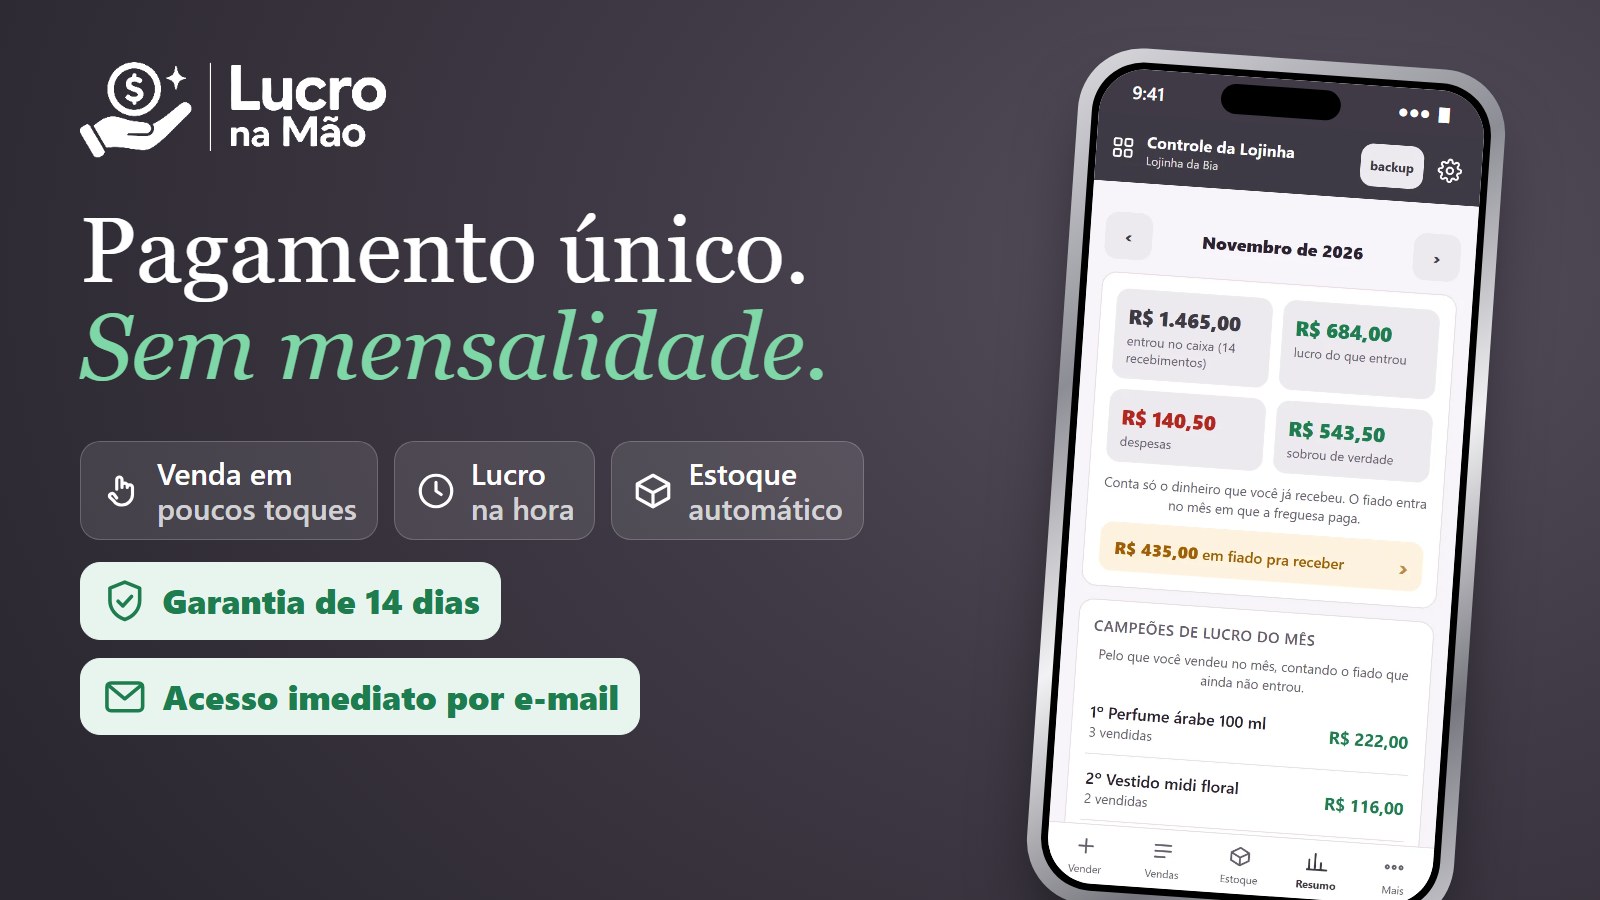 $
Lucro
na Mão
Pagamento único.
Sem mensalidade.
Venda em
poucos toques
Lucro
na hora
Estoque
automático
Garantia de 14 dias
Acesso imediato por e-mail
9:41
Controle da Lojinha
Lojinha da Bia
backup
Novembro de 2026
R$ 1.465,00
entrou no caixa (14
recebimentos)
R$ 684,00
lucro do que entrou
R$ 140,50
despesas
R$ 543,50
sobrou de verdade
Conta só o dinheiro que você já recebeu. O fiado entra
no mês em que a freguesa paga.
R$ 435,00 em fiado pra receber
CAMPEÕES DE LUCRO DO MÊS
Pelo que você vendeu no mês, contando o fiado que
ainda não entrou.
1º Perfume árabe 100 ml
3 vendidas
R$ 222,00
2º Vestido midi floral
2 vendidas
R$ 116,00
Vender
Vendas
Estoque
Resumo
Mais